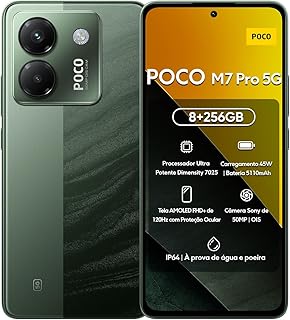 POCO
5G
POCO
POCO M7 Pro 5G
8+256GB
Processador Ultra
Potente Dimensity 7025
Carregamento 45W
| Bateria 5110mAh
Tela AMOLED FHD+ de
120Hz com Proteção Ocular
Câmera Sony de
50MP | OIS
IP64 | À prova de água e poeira